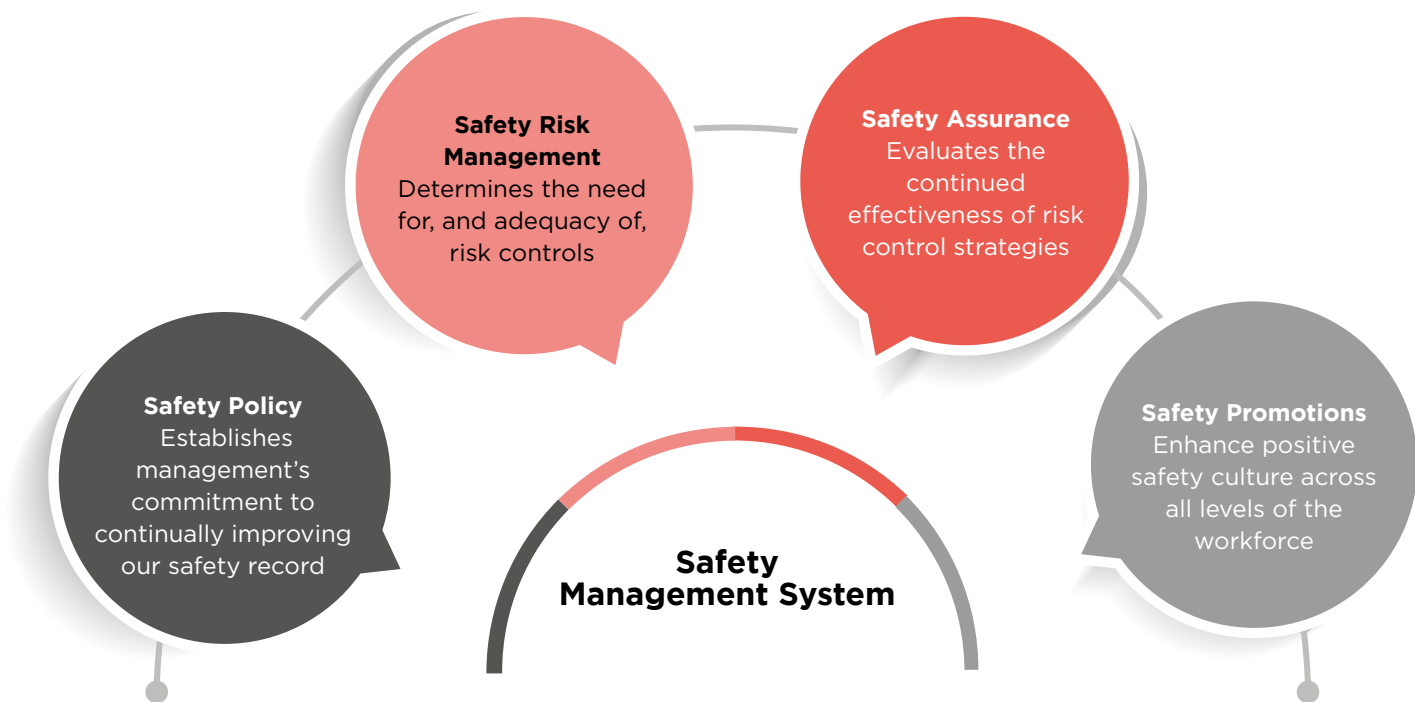 Safety Risk
Management
Determines the need
for, and adequacy of,
risk controls
Safety Assurance
Evaluates the
continued
effectiveness of risk
control strategies
Safety Policy
Establishes
management’s
commitment to
continually improving
our safety record
Safety Promotions
Enhance positive
safety culture across
all levels of the
workforce
Safety
Management System